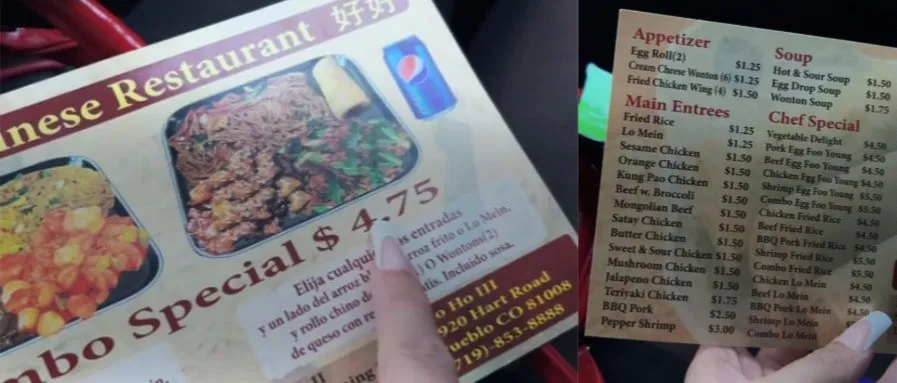 inese Restaurant 好好
mbo Special $ 4.75
Elija entradas
y un lado del arroz arroz frito o Lo Mein,
y rollo chino O Wontoms(2)
de queso con Incluido sosa.
Ho III
920 Hart Road
ueblo CO 81008
(719)-853-8888
II
Appetizer
Egg Roll(2) $1.25
Cream Cheese Wonton (6) $1.25
Fried Chicken Wing (4) $1.50
Main Entrees
Fried Rice $1.25
Lo Mein $1.25
Sesame Chicken $1.50
Orange Chicken $1.50
Kung Pao Chicken $1.50
Beef w. Broccoli $1.50
Mongolian Beef $1.50
Satay Chicken $1.50
Butter Chicken $1.50
Sweet & Sour Chicken $1.50
Mushroom Chicken $1.50
Jalapeno Chicken $1.50
Teriyaki Chicken $1.75
BBQ Pork $2.50
Pepper Shrimp $3.00
Soup
Hot & Sour Soup $1.50
Egg Drop Soup $1.50
Wonton Soup $1.75
Chef Special
Vegetable Delight $4.50
Pork Egg Foo Young $4.50
Beef Egg Foo Young $4.50
Chicken Egg Foo Young $4.50
Shrimp Egg Foo Young $5.50
Combo Egg Foo Young $5.50
Chicken Fried Rice $4.50
Beef Fried Rice $4.50
BBQ Pork Fried Rice $4.50
Shrimp Fried Rice $5.50
Combo Fried Rice $5.50
Chicken Lo Mein $4.50
Beef Lo Mein $4.50
BBQ Pork Lo Mein $4.50
Shrimp Lo Mein
Combo Lo Mein